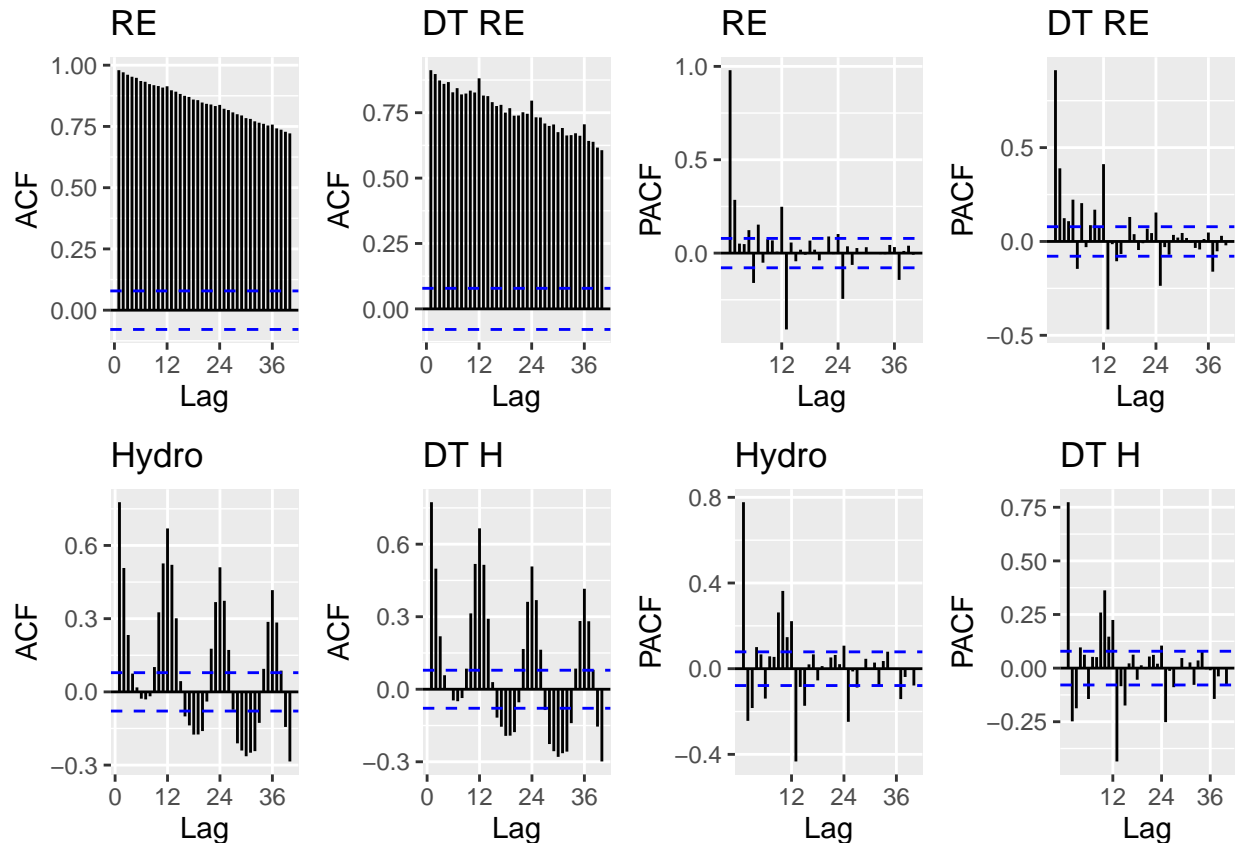 RE
DT RE
RE
DT RE
1.00
0.75
0.50
0.25
0.00
ACF
0 12 24 36
Lag
0.75
0.50
0.25
0.00
ACF
0 12 24 36
Lag
1.0
0.5
0.0
PACF
12 24 36
Lag
0.5
0.0
−0.5
PACF
12 24 36
Lag
Hydro
DT H
Hydro
DT H
0.6
0.3
0.0
−0.3
ACF
0 12 24 36
Lag
0.6
0.3
0.0
−0.3
ACF
0 12 24 36
Lag
0.8
0.4
0.0
−0.4
PACF
12 24 36
Lag
0.75
0.50
0.25
0.00
−0.25
PACF
12 24 36
Lag